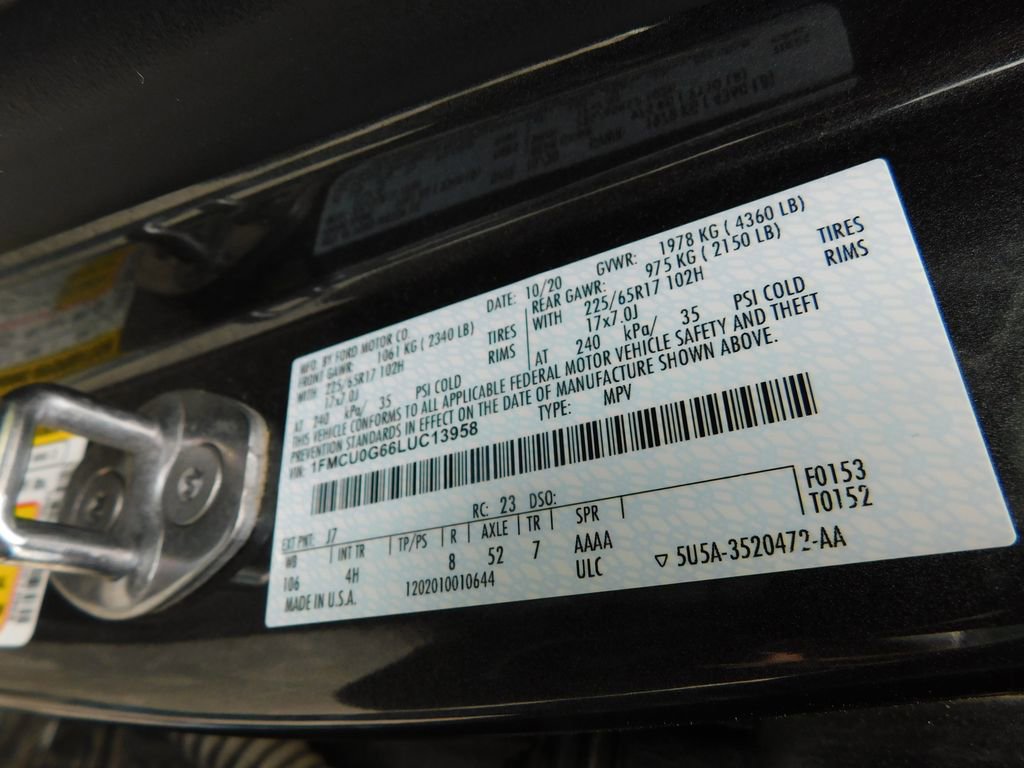 MFD. BY FORD MOTOR CO. DATE: 10/20 GVWR: 1978 KG ( 4360 LB)
FRONT GAWR: 1061 KG ( 2340 LB) REAR GAWR: 975 KG ( 2150 LB)
WITH 225/65R17 102H TIRES WITH 225/65R17 102H TIRES
17x7.0J RIMS 17x7.0J RIMS
AT 240 kPa/ 35 PSI COLD AT 240 kPa/ 35 PSI COLD
THIS VEHICLE CONFORMS TO ALL APPLICABLE FEDERAL MOTOR VEHICLE SAFETY AND THEFT
PREVENTION STANDARDS IN EFFECT ON THE DATE OF MANUFACTURE SHOWN ABOVE.
VIN: 1FMCU0G66LUC13958 TYPE: MPV
EXT PNT: J7 RC: 23 DSO: F0153
WB INT TR TP/PS R AXLE TR SPR T0152
106 4H 8 52 7 AAAA
MADE IN U.S.A. 1202010010644 ULC ▽ 5U5A-3520472-AA